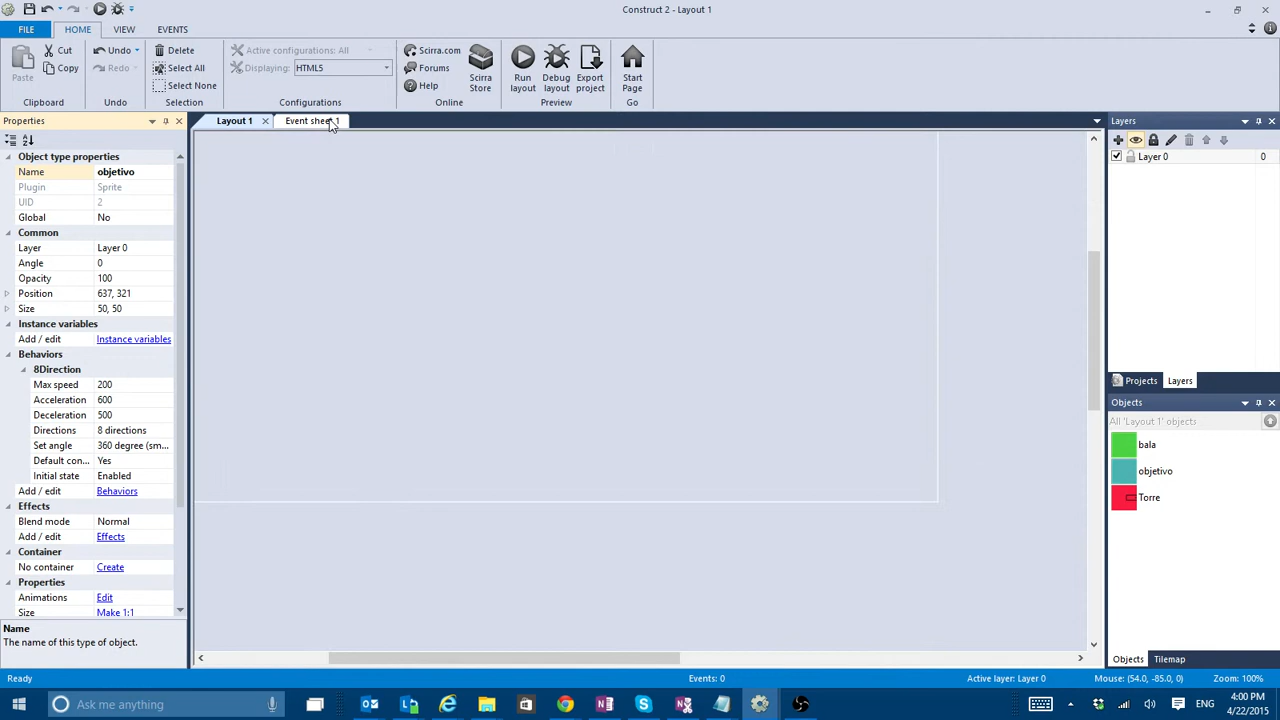 Construct 2 - Layout 1
FILE HOME VIEW EVENTS
Paste Cut Copy Clipboard
Undo Redo Undo
Delete Select All Select None Selection
Active configurations: All
Displaying: HTML5
Configurations
Scirra.com Forums Help Scirra Store Online
Run layout Debug layout Export project Preview
Start Page Go
Properties
Layout 1 Event sheet 1
Layers
Object type properties
Name objetivo
Plugin Sprite
UID 2
Global No
Common
Layer Layer 0
Angle 0
Opacity 100
Position 637, 321
Size 50, 50
Instance variables
Add / edit Instance variables
Behaviors
8Direction
Max speed 200
Acceleration 600
Deceleration 500
Directions 8 directions
Set angle 360 degree (sm...
Default con... Yes
Initial state Enabled
Add / edit Behaviors
Effects
Blend mode Normal
Add / edit Effects
Container
No container Create
Properties
Animations Edit
Size Make 1:1
Name
The name of this type of object.
Layer 0 0
Projects Layers
Objects
All 'Layout 1' objects
bala
objetivo
Torre
Objects Tilemap
Ready Events: 0 Active layer: Layer 0 Mouse: (54.0, -85.0, 0) Zoom: 100%
Ask me anything
ENG
4:00 PM
4/22/2015